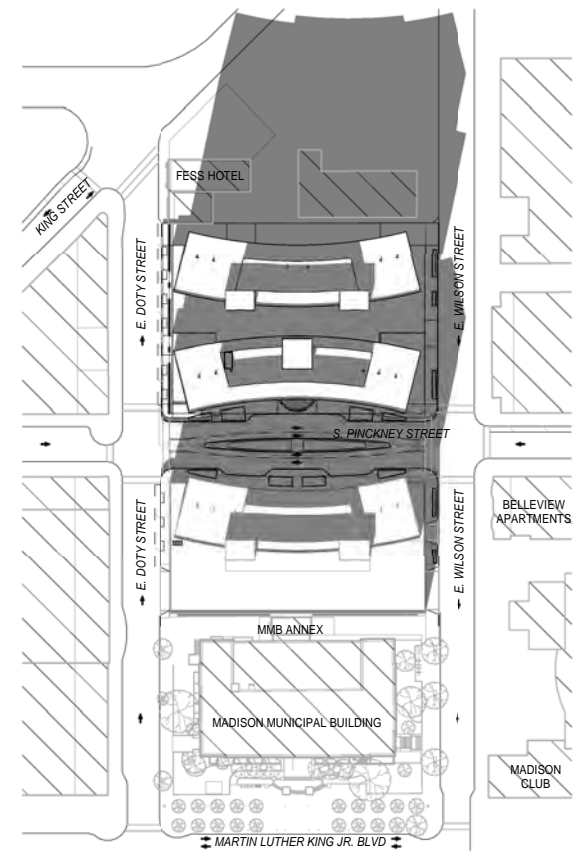 FESS HOTEL
KING STREET
E. DOTY STREET
E. WILSON STREET
S. PINCKNEY STREET
BELLEVIEW
APARTMENTS
E. DOTY STREET
E. WILSON STREET
MMB ANNEX
MADISON MUNICIPAL BUILDING
MADISON
CLUB
MARTIN LUTHER KING JR. BLVD